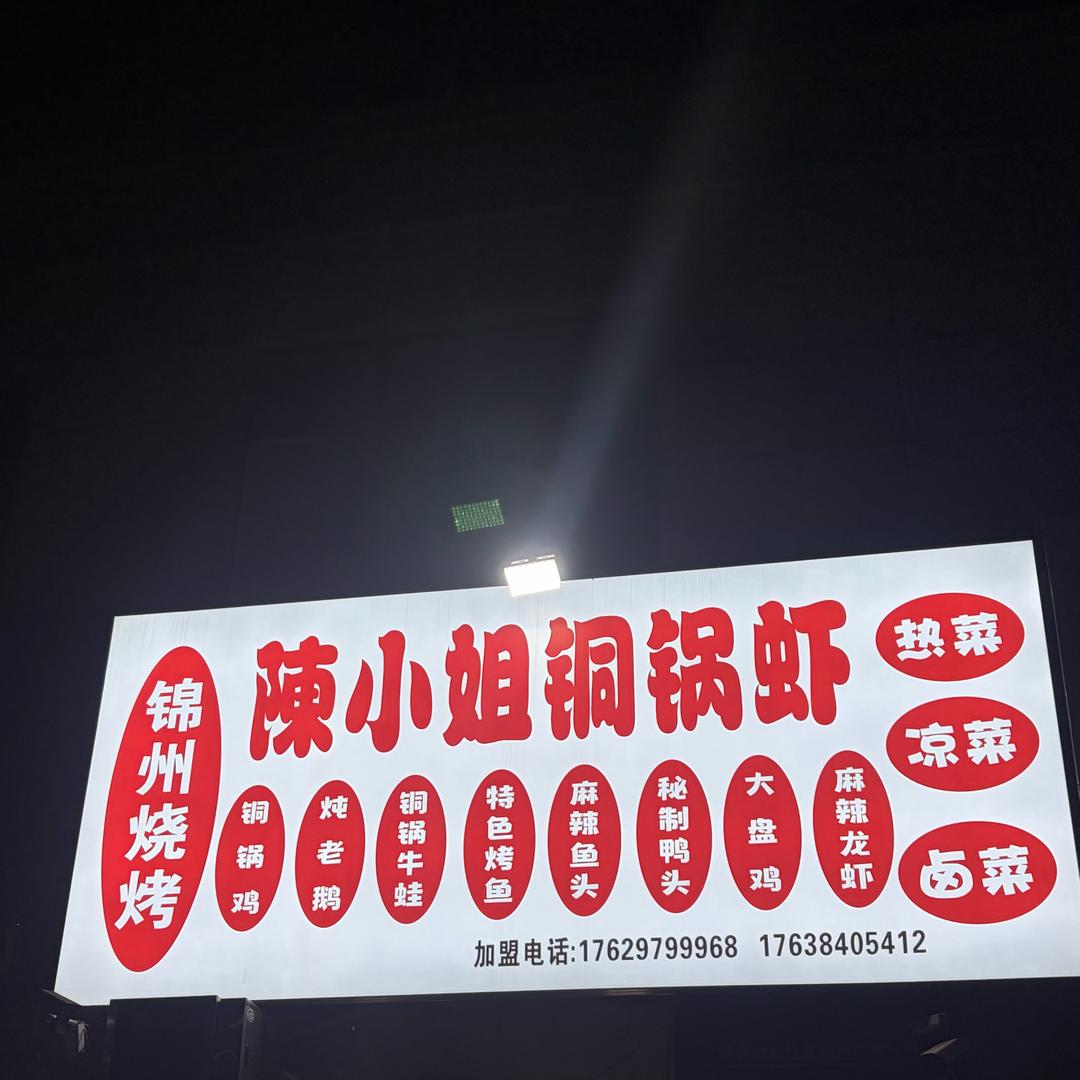 陳小姐铜锅虾
锦州烧烤
铜锅鸡
炖老鹅
铜锅牛蛙
特色烤鱼
麻辣鱼头
秘制鸭头
大盘鸡
麻辣龙虾
热菜
凉菜
卤菜
加盟电话:17629799968 17638405412